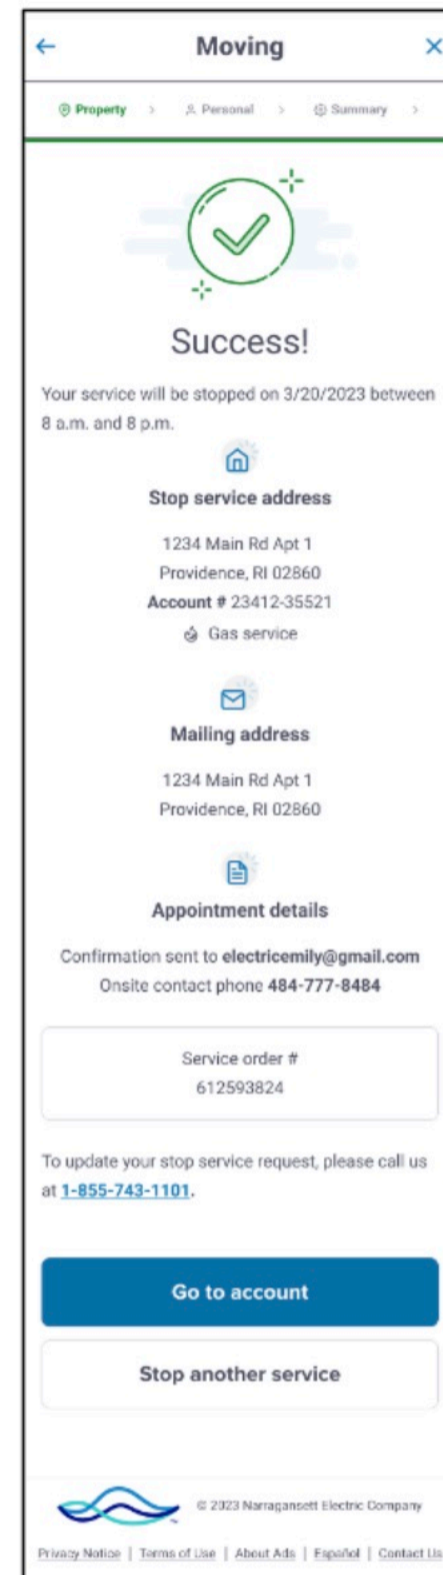 Moving
Property > Personal > Summary >
Success!
Your service will be stopped on 3/20/2023 between
8 a.m. and 8 p.m.
Stop service address
1234 Main Rd Apt 1
Providence, RI 02860
Account # 23412-35521
Gas service
Mailing address
1234 Main Rd Apt 1
Providence, RI 02860
Appointment details
Confirmation sent to electricemily@gmail.com
Onsite contact phone 484-777-8484
Service order #
612593824
To update your stop service request, please call us
at 1-855-743-1101.
Go to account
Stop another service
© 2023 Narragansett Electric Company
Privacy Notice | Terms of Use | About Ads | Español | Contact Us